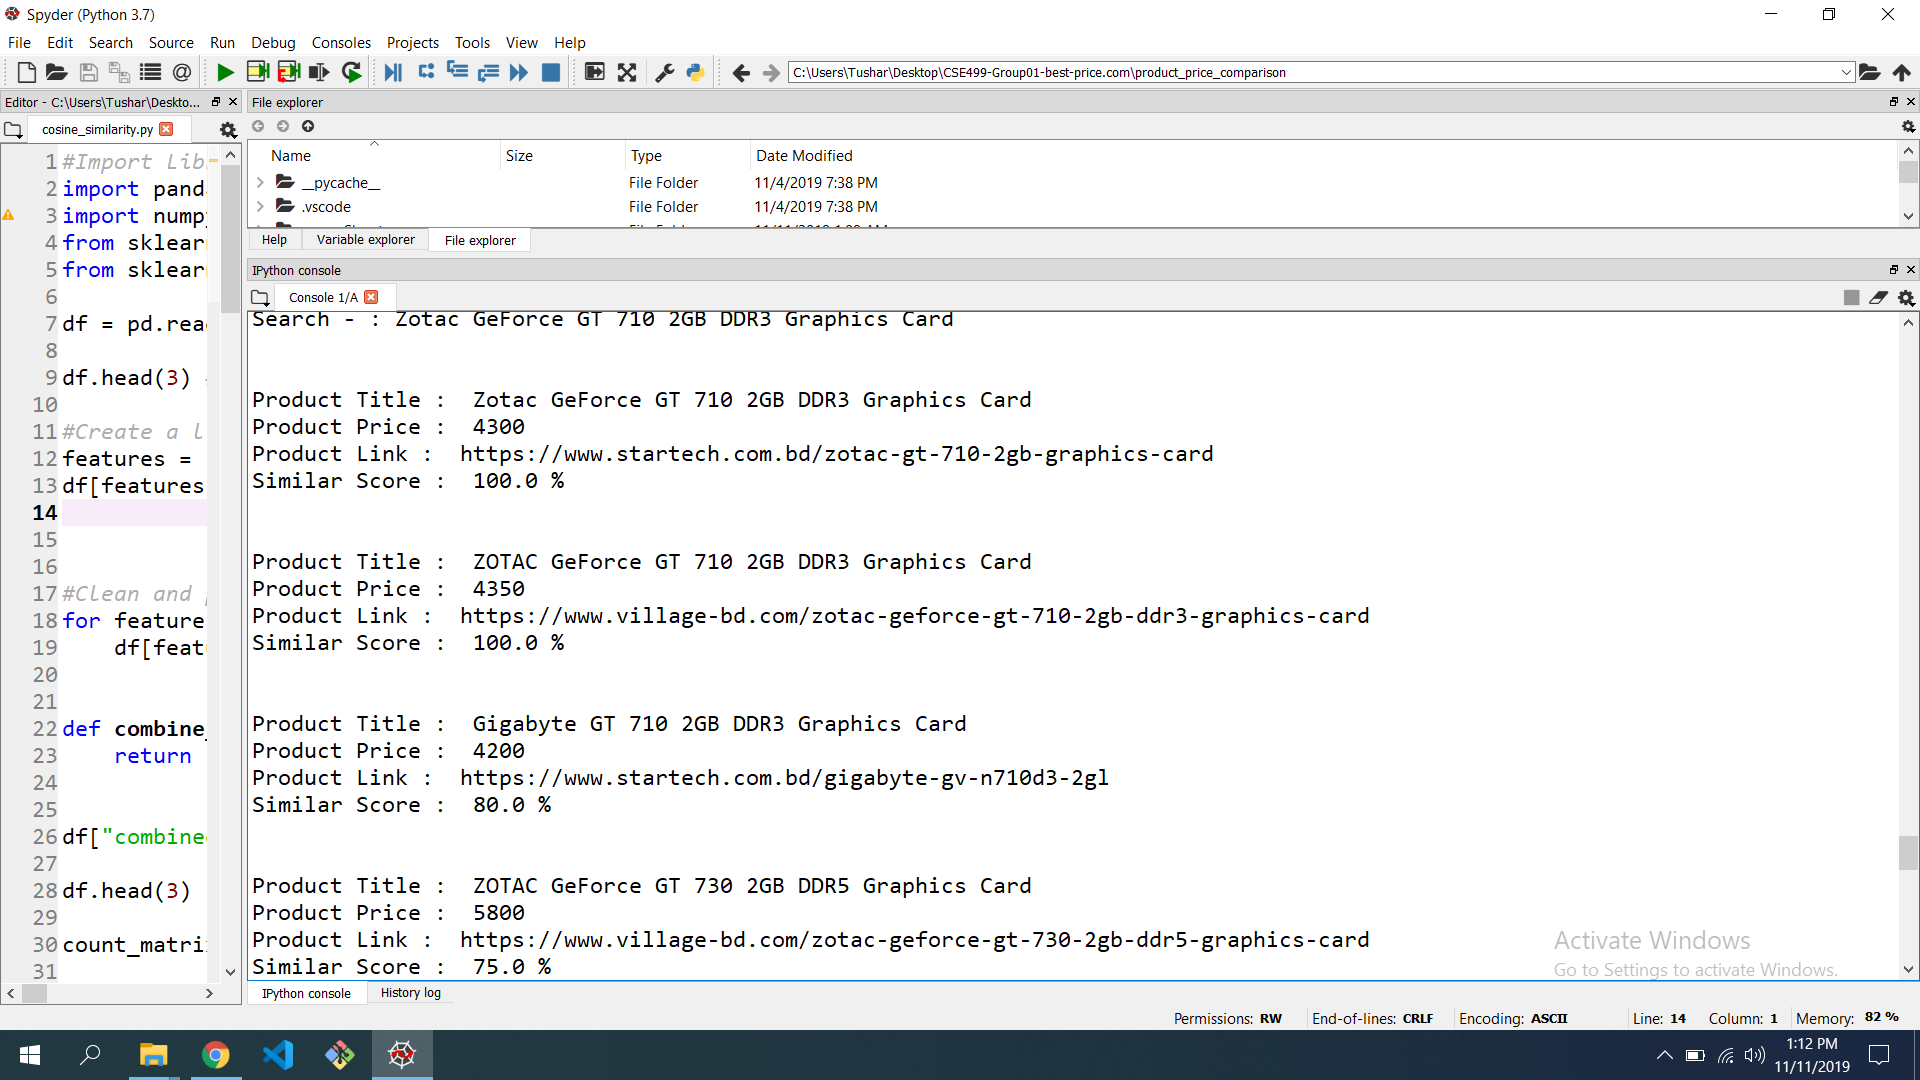 Spyder (Python 3.7)
File Edit Search Source Run Debug Consoles Projects Tools View Help
C:\Users\Tushar\Desktop\CSE499-Group01-best-price.com\product_price_comparison
Editor - C:\Users\Tushar\Deskto...
cosine_similarity.py
1 #Import Lib
2 import pand
3 import nump
4 from sklear
5 from sklear
6
7 df = pd.rea
8
9 df.head(3)
10
11 #Create a l
12 features =
13 df[features
14
15
16
17 #Clean and
18 for feature
19 df[feat
20
21
22 def combine_
23 return
24
25
26 df["combine
27
28 df.head(3)
29
30 count_matri
31
File explorer
Name Size Type Date Modified
__pycache__ File Folder 11/4/2019 7:38 PM
.vscode File Folder 11/4/2019 7:38 PM
Help Variable explorer File explorer
IPython console
Console 1/A
Search - : Zotac GeForce GT 710 2GB DDR3 Graphics Card
Product Title : Zotac GeForce GT 710 2GB DDR3 Graphics Card
Product Price : 4300
Product Link : https://www.startech.com.bd/zotac-gt-710-2gb-graphics-card
Similar Score : 100.0 %
Product Title : ZOTAC GeForce GT 710 2GB DDR3 Graphics Card
Product Price : 4350
Product Link : https://www.village-bd.com/zotac-geforce-gt-710-2gb-ddr3-graphics-card
Similar Score : 100.0 %
Product Title : Gigabyte GT 710 2GB DDR3 Graphics Card
Product Price : 4200
Product Link : https://www.startech.com.bd/gigabyte-gv-n710d3-2gl
Similar Score : 80.0 %
Product Title : ZOTAC GeForce GT 730 2GB DDR5 Graphics Card
Product Price : 5800
Product Link : https://www.village-bd.com/zotac-geforce-gt-730-2gb-ddr5-graphics-card
Similar Score : 75.0 %
Activate Windows
Go to Settings to activate Windows.
IPython console History log
Permissions: RW End-of-lines: CRLF Encoding: ASCII Line: 14 Column: 1 Memory: 82 %
1:12 PM
11/11/2019